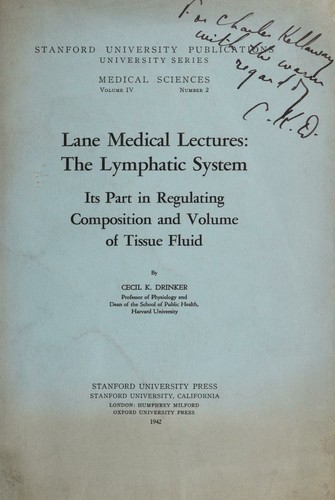 For Charles Kellaway
with the warm
regard of
C. K. D.
STANFORD UNIVERSITY PUBLICATIONS
UNIVERSITY SERIES
MEDICAL SCIENCES
VOLUME IV NUMBER 2
Lane Medical Lectures:
The Lymphatic System
Its Part in Regulating
Composition and Volume
of Tissue Fluid
By
CECIL K. DRINKER
Professor of Physiology and
Dean of the School of Public Health,
Harvard University
STANFORD UNIVERSITY PRESS
STANFORD UNIVERSITY, CALIFORNIA
LONDON: HUMPHREY MILFORD
OXFORD UNIVERSITY PRESS
1942